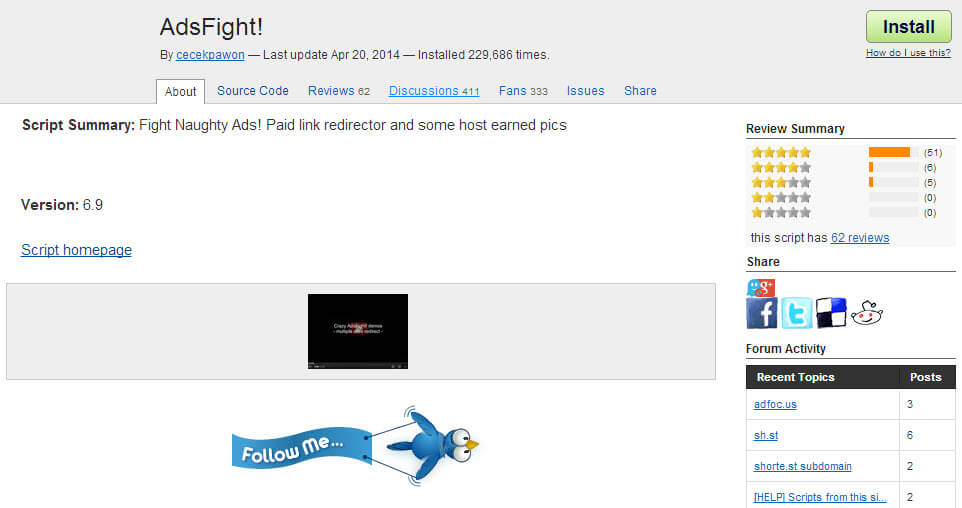 AdsFight!
Install
By cecekpawon — Last update Apr 20, 2014 — Installed 229,686 times.
How do I use this?
About Source Code Reviews 62 Discussions 411 Fans 333 Issues Share
Script Summary: Fight Naughty Ads! Paid link redirector and some host earned pics
Version: 6.9
Script homepage
Crazy AdsFight! demos
- multiple ads redirect -
Follow Me...
Review Summary
(51)
(6)
(5)
(0)
(0)
this script has 62 reviews
Share
g+
f
t
Forum Activity
Recent Topics Posts
adfoc.us 3
sh.st 6
shorte.st subdomain 2
[HELP] Scripts from this si... 2